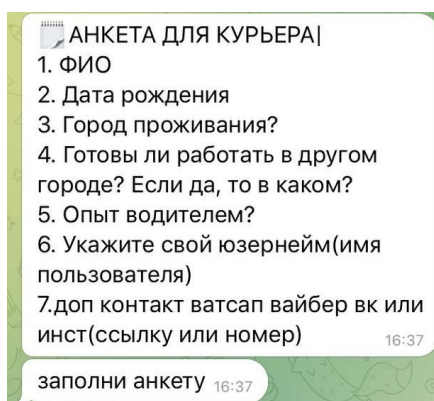 АНКЕТА ДЛЯ КУРЬЕРА|
1. ФИО
2. Дата рождения
3. Город проживания?
4. Готовы ли работать в другом
городе? Если да, то в каком?
5. Опыт водителем?
6. Укажите свой юзернейм(имя
пользователя)
7.доп контакт ватсап вайбер вк или
инст(ссылку или номер) 16:37
заполни анкету 16:37